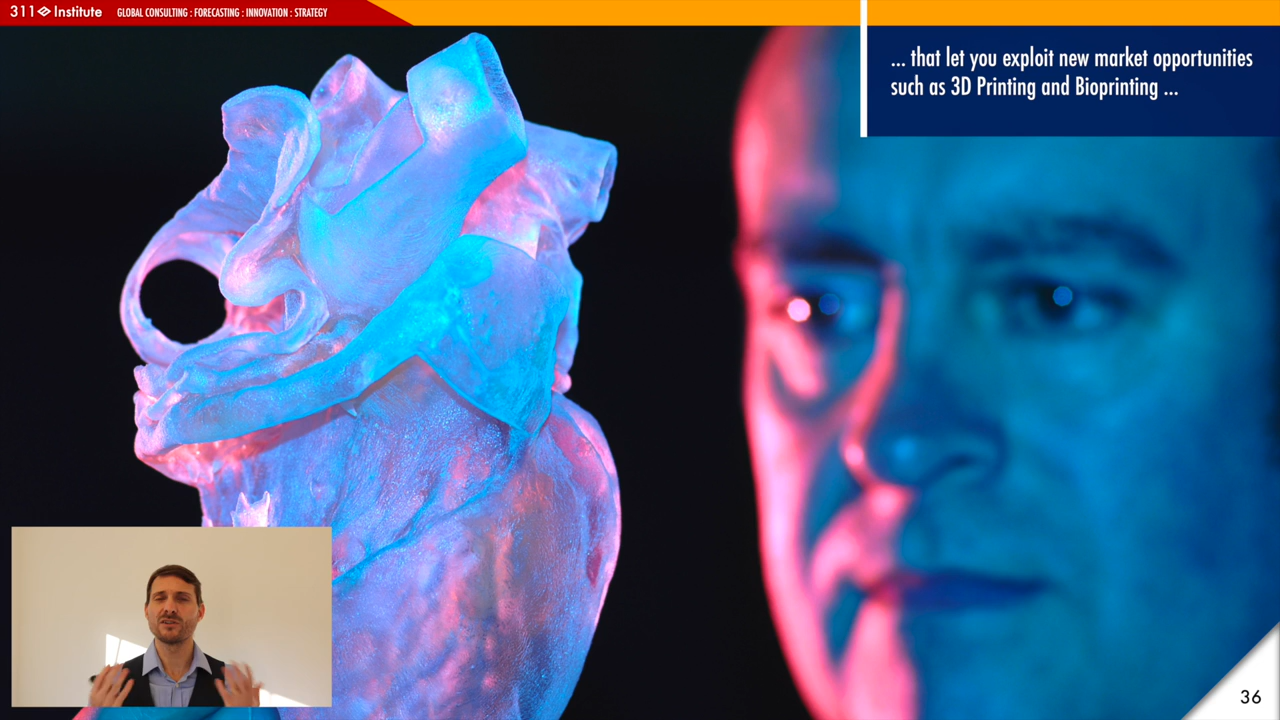 311 Institute
GLOBAL CONSULTING : FORECASTING : INNOVATION : STRATEGY
... that let you exploit new market opportunities
such as 3D Printing and Bioprinting ...
36